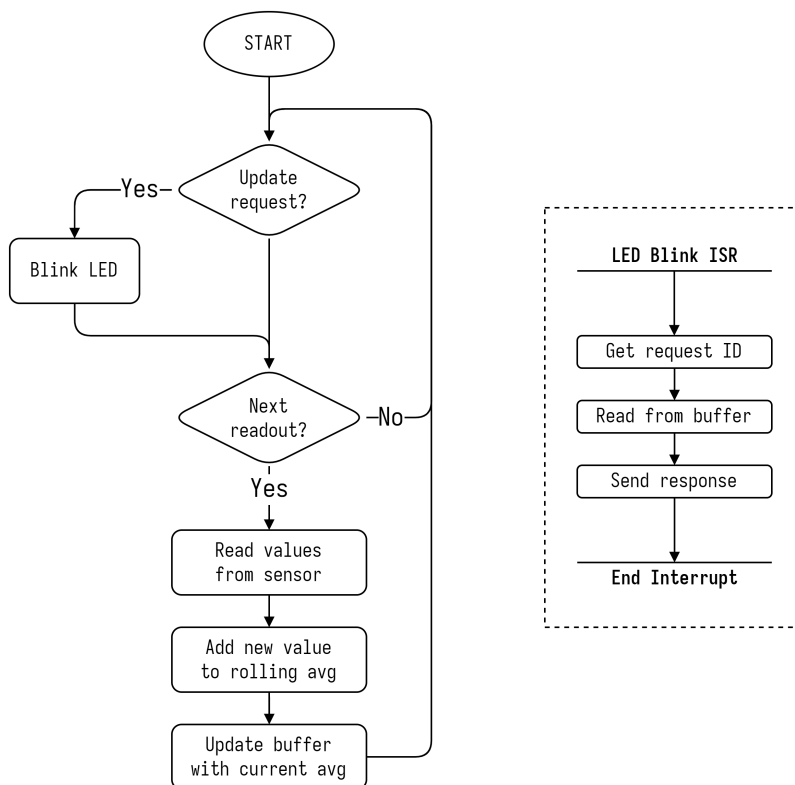 START
Update
request?
Yes
Blink LED
Next
readout?
No
Yes
Read values
from sensor
Add new value
to rolling avg
Update buffer
with current avg
LED Blink ISR
Get request ID
Read from buffer
Send response
End Interrupt